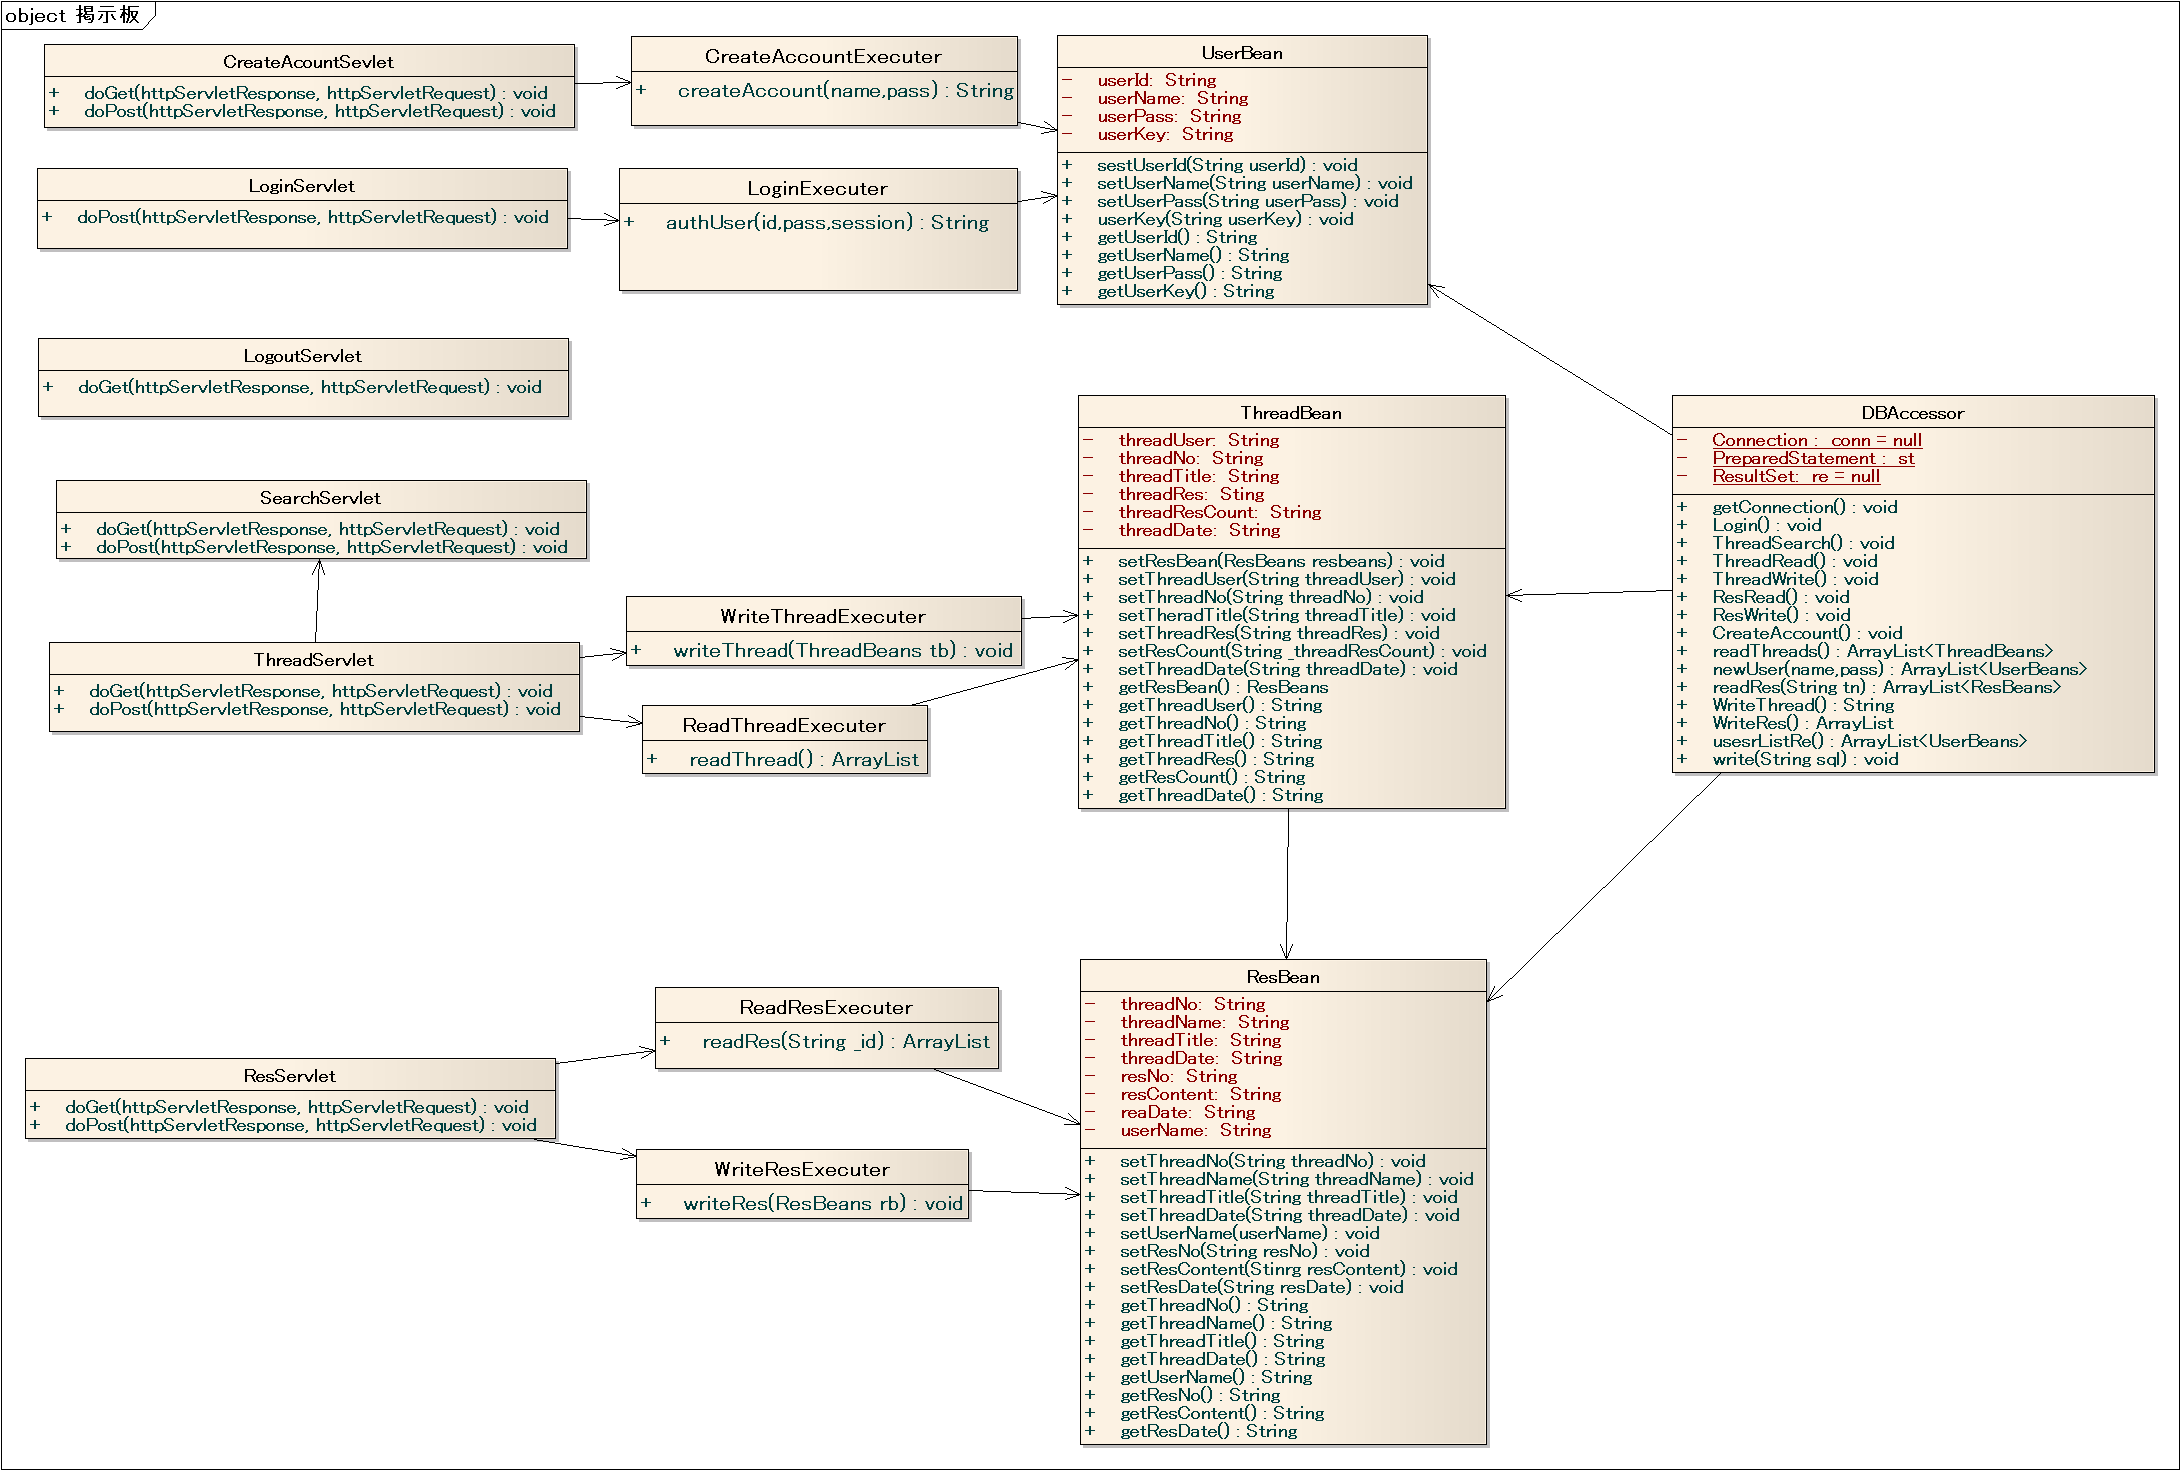 object 掲示板
CreateAcountSevlet
+ doGet(httpServletResponse, httpServletRequest) : void
+ doPost(httpServletResponse, httpServletRequest) : void
CreateAccountExecuter
+ createAccount(name,pass) : String
UserBean
- userId: String
- userName: String
- userPass: String
- userKey: String
+ sestUserId(String userId) : void
+ setUserName(String userName) : void
+ setUserPass(String userPass) : void
+ userKey(String userKey) : void
+ getUserId() : String
+ getUserName() : String
+ getUserPass() : String
+ getUserKey() : String
LoginServlet
+ doPost(httpServletResponse, httpServletRequest) : void
LoginExecuter
+ authUser(id,pass,session) : String
LogoutServlet
+ doGet(httpServletResponse, httpServletRequest) : void
SearchServlet
+ doGet(httpServletResponse, httpServletRequest) : void
+ doPost(httpServletResponse, httpServletRequest) : void
ThreadServlet
+ doGet(httpServletResponse, httpServletRequest) : void
+ doPost(httpServletResponse, httpServletRequest) : void
WriteThreadExecuter
+ writeThread(ThreadBeans tb) : void
ReadThreadExecuter
+ readThread() : ArrayList
ThreadBean
- threadUser: String
- threadNo: String
- threadTitle: String
- threadRes: Sting
- threadResCount: String
- threadDate: String
+ setResBean(ResBeans resbeans) : void
+ setThreadUser(String threadUser) : void
+ setThreadNo(String threadNo) : void
+ setTheradTitle(String threadTitle) : void
+ setThreadRes(String threadRes) : void
+ setResCount(String _threadResCount) : void
+ setThreadDate(String threadDate) : void
+ getResBean() : ResBeans
+ getThreadUser() : String
+ getThreadNo() : String
+ getThreadTitle() : String
+ getThreadRes() : String
+ getResCount() : String
+ getThreadDate() : String
DBAccessor
- Connection : conn = null
- PreparedStatement : st
- ResultSet: re = null
+ getConnection() : void
+ Login() : void
+ ThreadSearch() : void
+ ThreadRead() : void
+ ThreadWrite() : void
+ ResRead() : void
+ ResWrite() : void
+ CreateAccount() : void
+ readThreads() : ArrayList<ThreadBeans>
+ newUser(name,pass) : ArrayList<UserBeans>
+ readRes(String tn) : ArrayList<ResBeans>
+ WriteThread() : String
+ WriteRes() : ArrayList
+ usesrListRe() : ArrayList<UserBeans>
+ write(String sql) : void
ResServlet
+ doGet(httpServletResponse, httpServletRequest) : void
+ doPost(httpServletResponse, httpServletRequest) : void
ReadResExecuter
+ readRes(String _id) : ArrayList
WriteResExecuter
+ writeRes(ResBeans rb) : void
ResBean
- threadNo: String
- threadName: String
- threadTitle: String
- threadDate: String
- resNo: String
- resContent: String
- reaDate: String
- userName: String
+ setThreadNo(String threadNo) : void
+ setThreadName(String threadName) : void
+ setThreadTitle(String threadTitle) : void
+ setThreadDate(String threadDate) : void
+ setUserName(userName) : void
+ setResNo(String resNo) : void
+ setResContent(Stinrg resContent) : void
+ setResDate(String resDate) : void
+ getThreadNo() : String
+ getThreadName() : String
+ getThreadTitle() : String
+ getThreadDate() : String
+ getUserName() : String
+ getResNo() : String
+ getResContent() : String
+ getResDate() : String